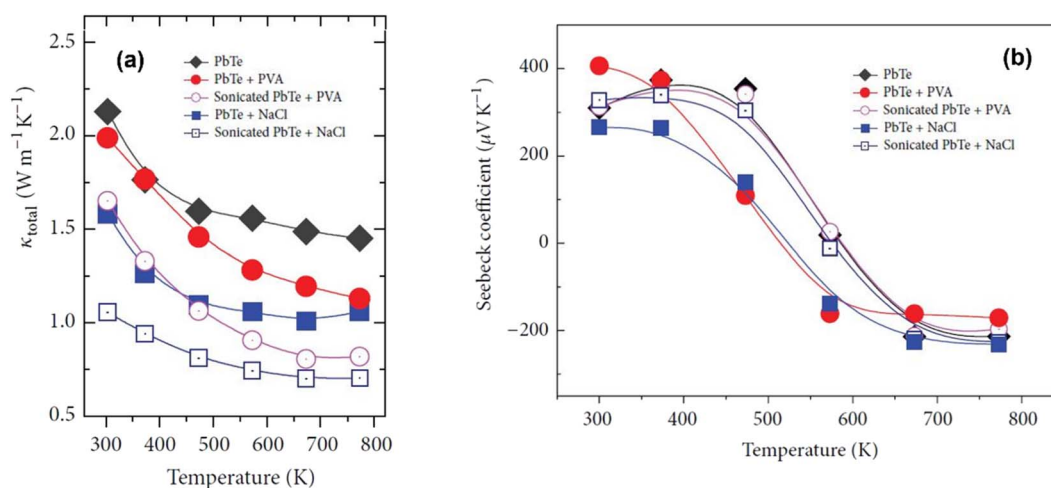 (a)
PbTe
PbTe + PVA
Sonicated PbTe + PVA
PbTe + NaCl
Sonicated PbTe + NaCl
2.5
2.0
1.5
1.0
0.5
κtotal (W m−1 K−1)
300 400 500 600 700 800
Temperature (K)
(b)
PbTe
PbTe + PVA
Sonicated PbTe + PVA
PbTe + NaCl
Sonicated PbTe + NaCl
400
200
0
−200
Seebeck coefficient (μV K−1)
300 400 500 600 700 800
Temperature (K)